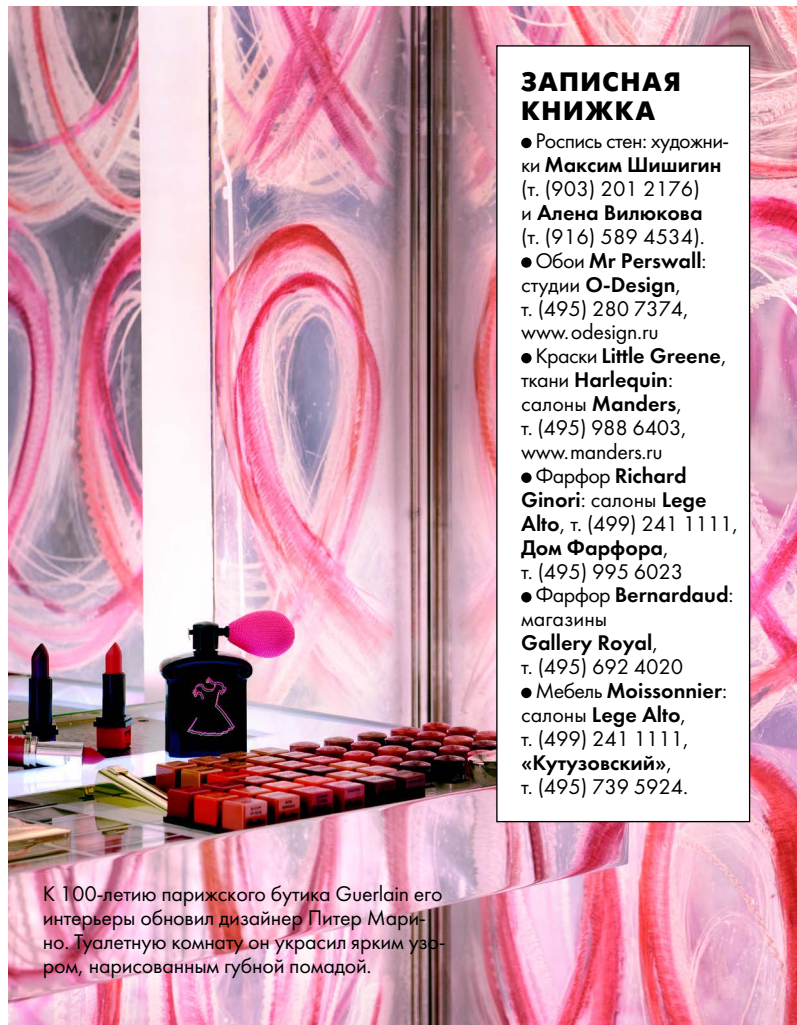 ЗАПИСНАЯ
КНИЖКА
● Роспись стен: художни-
ки Максим Шишигин
(т. (903) 201 2176)
и Алена Вилюкова
(т. (916) 589 4534).
● Обои Mr Perswall:
студии O-Design,
т. (495) 280 7374,
www.odesign.ru
● Краски Little Greene,
ткани Harlequin:
салоны Manders,
т. (495) 988 6403,
www.manders.ru
● Фарфор Richard
Ginori: салоны Lege
Alto, т. (499) 241 1111,
Дом Фарфора,
т. (495) 995 6023
● Фарфор Bernardaud:
магазины
Gallery Royal,
т. (495) 692 4020
● Мебель Moissonnier:
салоны Lege Alto,
т. (499) 241 1111,
«Кутузовский»,
т. (495) 739 5924.
К 100-летию парижского бутика Guerlain его
интерьеры обновил дизайнер Питер Мари-
но. Туалетную комнату он украсил ярким узо-
ром, нарисованным губной помадой.